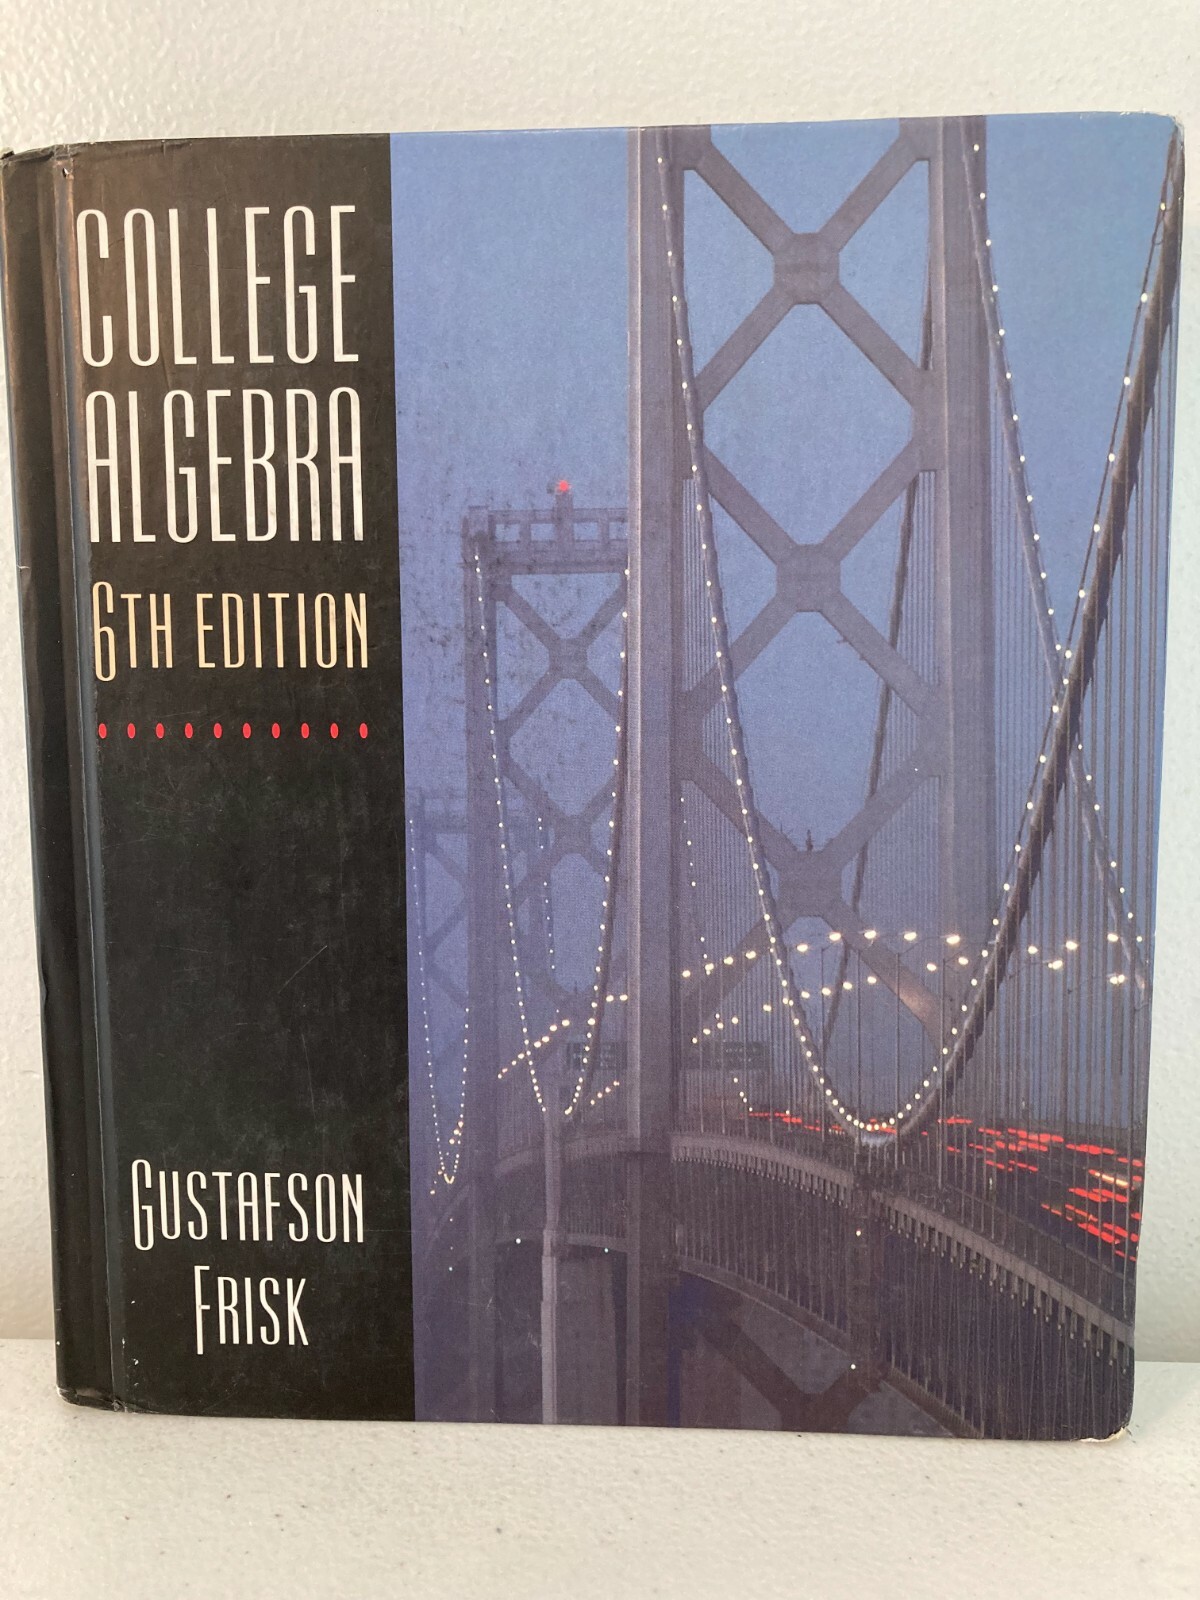 COLLEGE
ALGEBRA
6TH EDITION
GUSTAFSON
FRISK